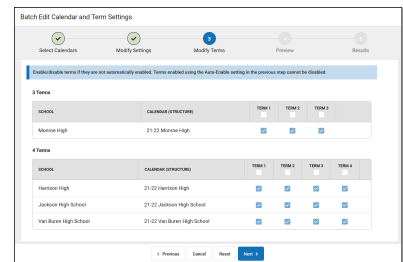 Batch Edit Calendar and Term Settings
3
Select Calendars Modify Settings Modify Terms Preview Results
Enable/disable terms if they are not automatically enabled. Terms enabled using the Auto-Enable setting in the previous step cannot be disabled.
3 Terms
SCHOOL CALENDAR (STRUCTURE) TERM 1 TERM 2 TERM 3
Monroe High 21-22 Monroe High
4 Terms
SCHOOL CALENDAR (STRUCTURE) TERM 1 TERM 2 TERM 3 TERM 4
Harrison High 21-22 Harrison High
Jackson High School 21-22 Jackson High School
Van Buren High School 21-22 Van Buren High School
Previous Cancel Reset Next